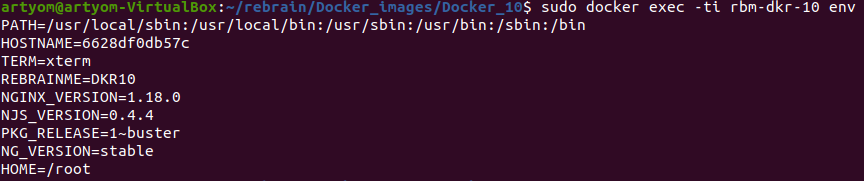 artyom@artyom-VirtualBox:~/rebrain/Docker_images/Docker_10$ sudo docker exec -ti rbm-dkr-10 env
PATH=/usr/local/sbin:/usr/local/bin:/usr/sbin:/usr/bin:/sbin:/bin
HOSTNAME=6628df0db57c
TERM=xterm
REBRAINME=DKR10
NGINX_VERSION=1.18.0
NJS_VERSION=0.4.4
PKG_RELEASE=1~buster
NG_VERSION=stable
HOME=/root